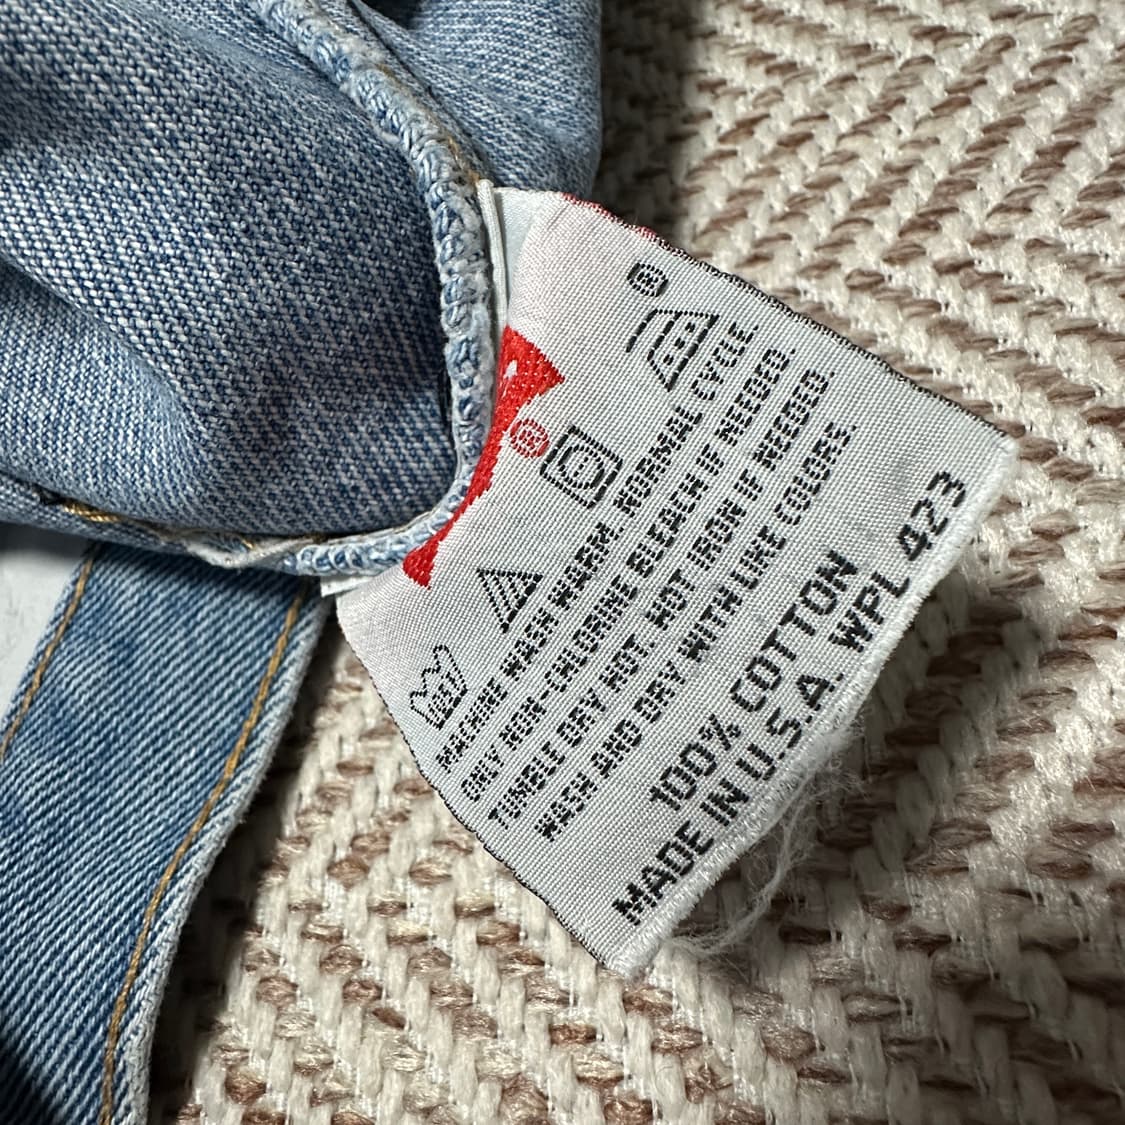 ®
®
MACHINE WASH WARM. NORMAL CYCLE.
ONLY NON-CHLORINE BLEACH IF NEEDED.
TUMBLE DRY HOT. HOT IRON IF NEEDED.
WASH AND DRY WITH LIKE COLORS.
100% COTTON
MADE IN U.S.A. WPL 423